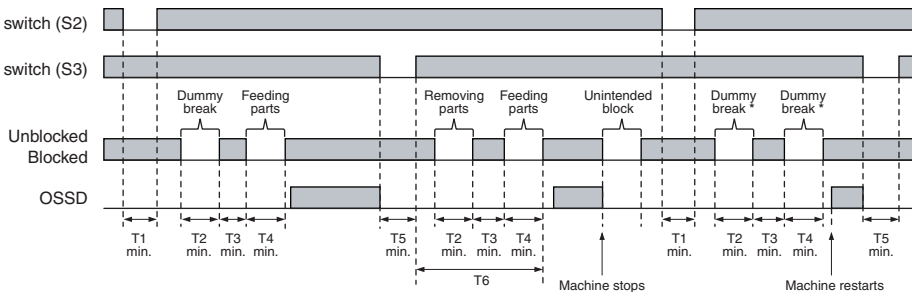 switch (S2)
switch (S3)
Dummy break
Feeding parts
Removing parts
Feeding parts
Unintended block
Dummy break *
Dummy break *
Unblocked
Blocked
OSSD
T1 min.
T2 min.
T3 min.
T4 min.
T5 min.
T2 min.
T3 min.
T4 min.
T1 min.
T2 min.
T3 min.
T4 min.
T5 min.
T6
Machine stops
Machine restarts